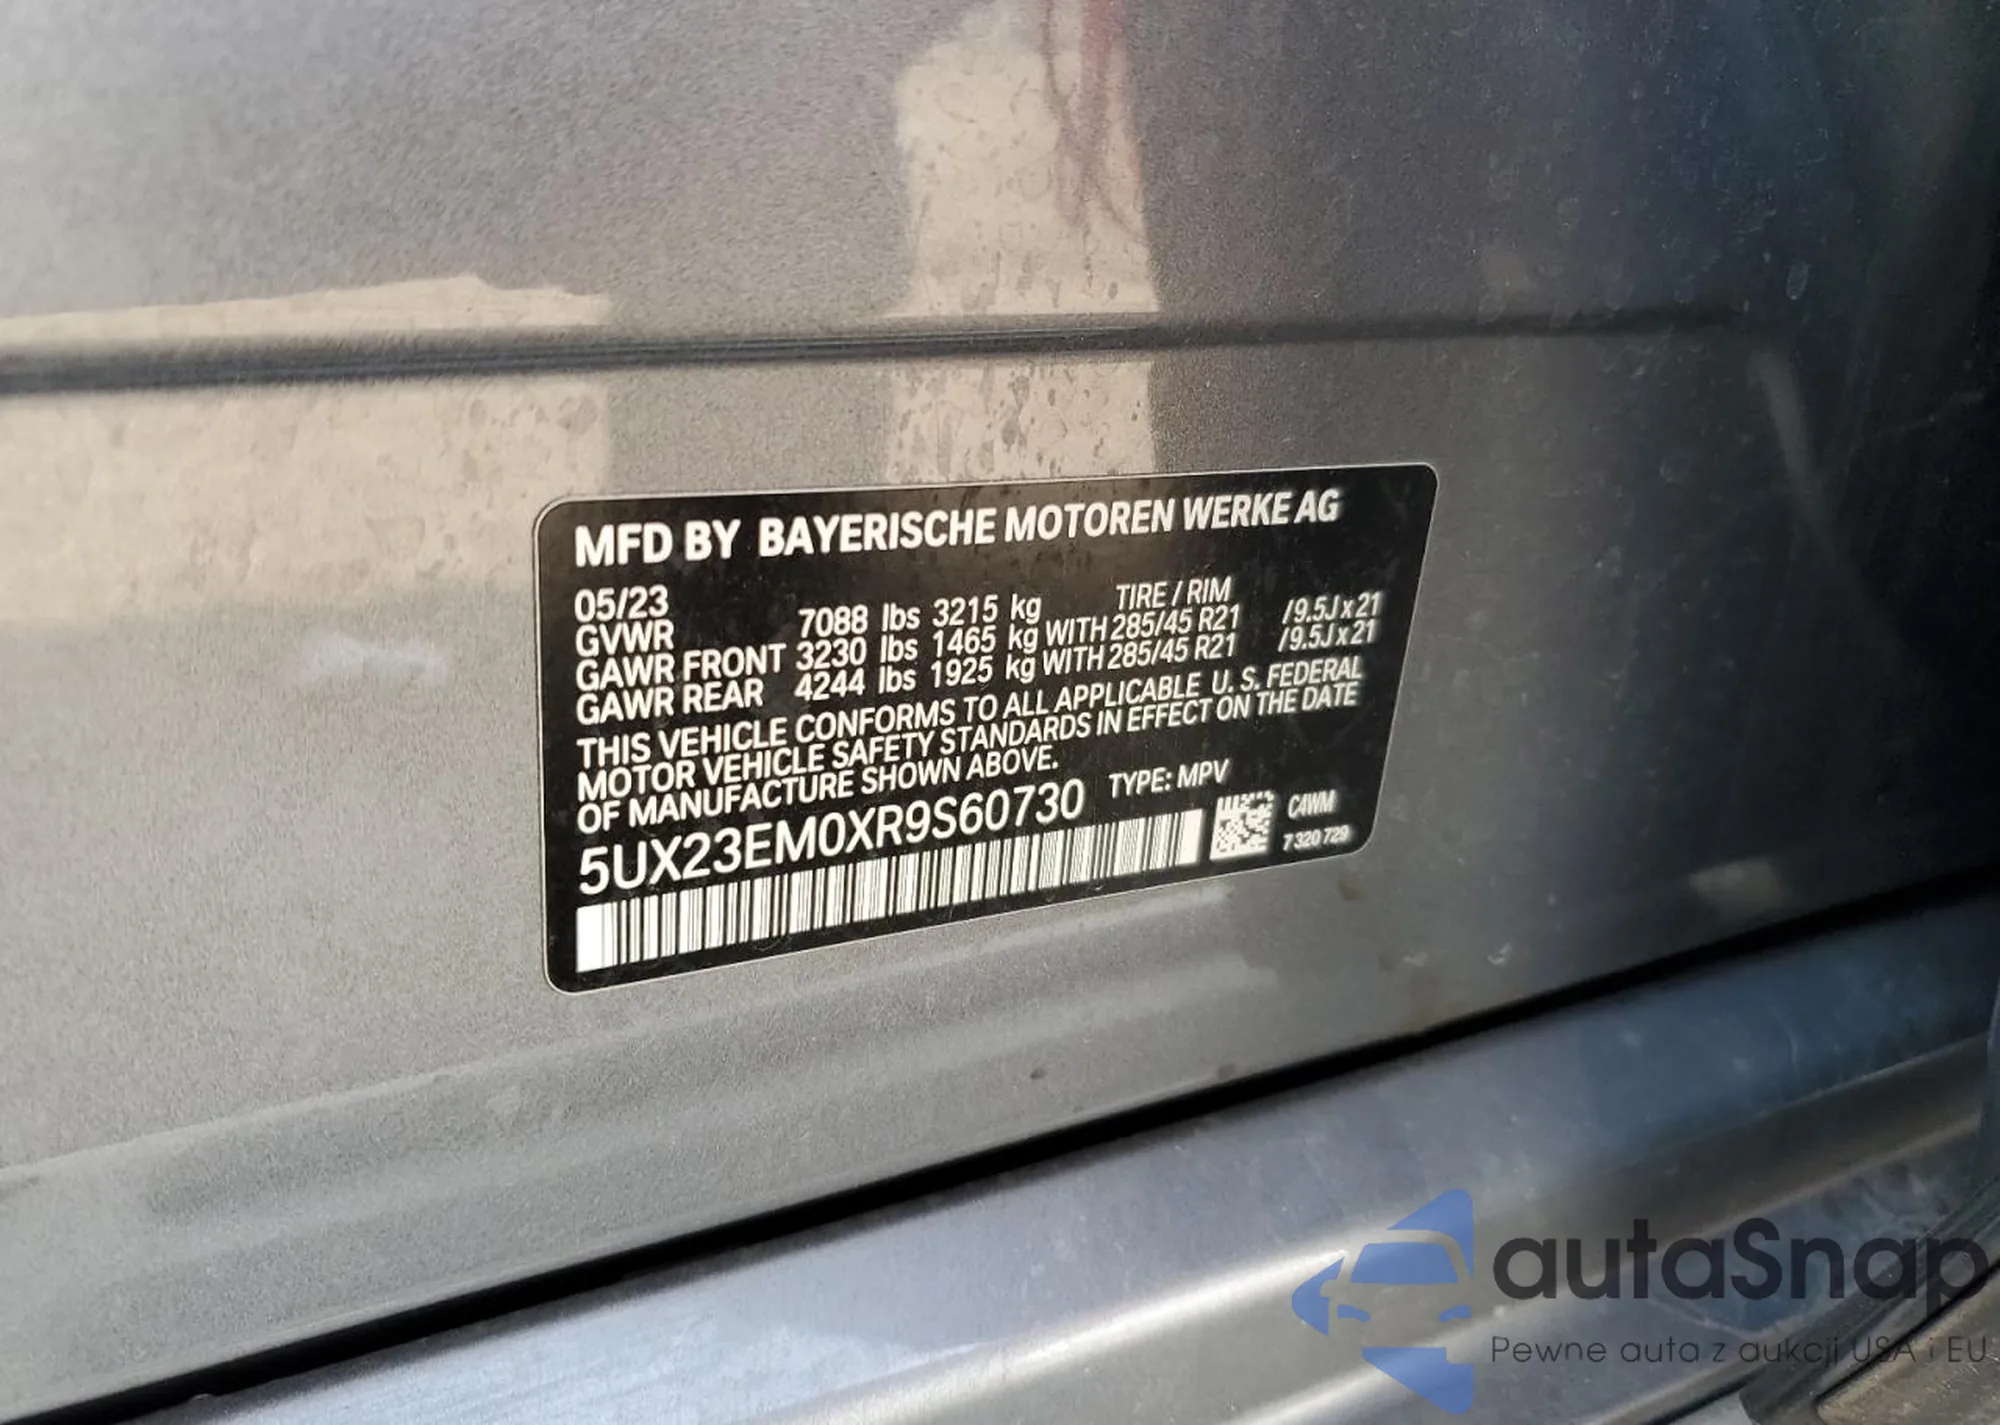 MFD BY BAYERISCHE MOTOREN WERKE AG
05/23 TIRE / RIM
GVWR 7088 lbs 3215 kg
GAWR FRONT 3230 lbs 1465 kg WITH 285/45 R21 /9.5J x 21
GAWR REAR 4244 lbs 1925 kg WITH 285/45 R21 /9.5J x 21
THIS VEHICLE CONFORMS TO ALL APPLICABLE U. S. FEDERAL
MOTOR VEHICLE SAFETY STANDARDS IN EFFECT ON THE DATE
OF MANUFACTURE SHOWN ABOVE.
5UX23EM0XR9S60730 TYPE: MPV
C4WM
7 320 729
autaSnap
Pewne auta z aukcji USA i EU